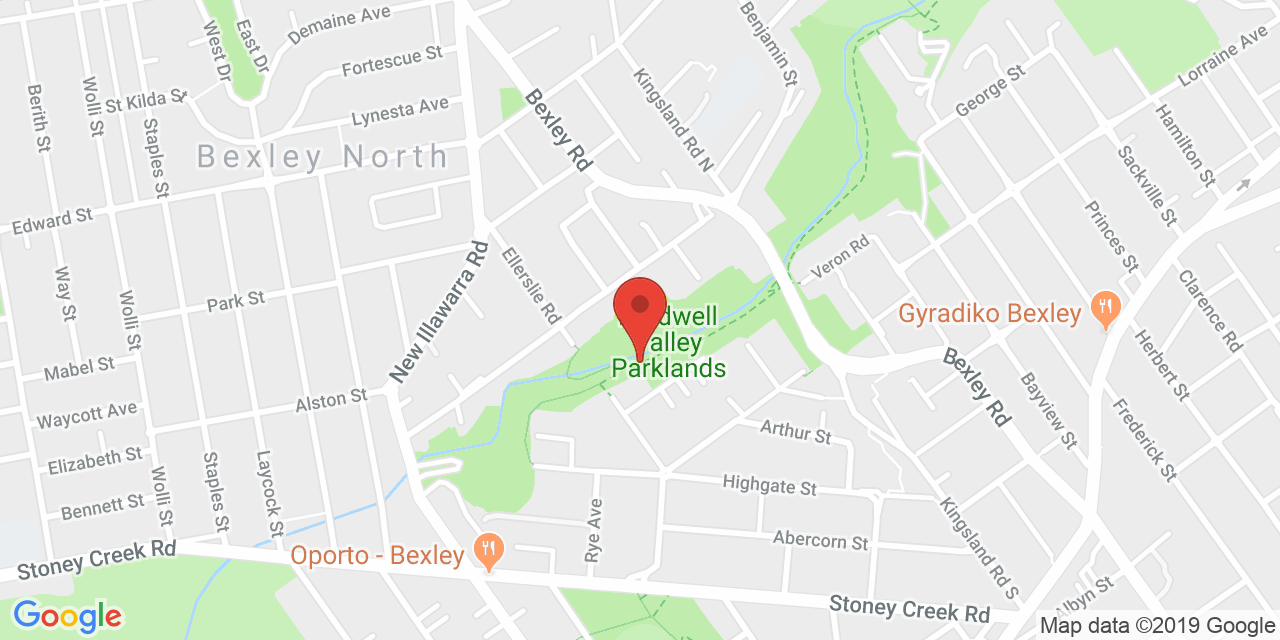 Demaine Ave
East Dr
West Dr
Fortescue St
Benjamin St
Kingsland Rd N
Lorraine Ave
George St
Berith St
Wolli St
St Kilda St
Staples St
Lynesta Ave
Bexley Rd
Hamilton St
Bexley North
Sackville St
Edward St
Princes St
New Illawarra Rd
Ellerslie Rd
Veron Rd
Way St
Wolli St
Park St
Clarence Rd
Gyradiko Bexley
Parklands
Mabel St
Herbert St
Bexley Rd
Bayview St
Waycott Ave
Alston St
Frederick St
Arthur St
Elizabeth St
Staples St
Laycock St
Wolli St
Highgate St
Bennett St
Rye Ave
Kingsland Rd S
Abercorn St
Stoney Creek Rd
Oporto - Bexley
Albyn St
Stoney Creek Rd
Google
Map data ©2019 Google